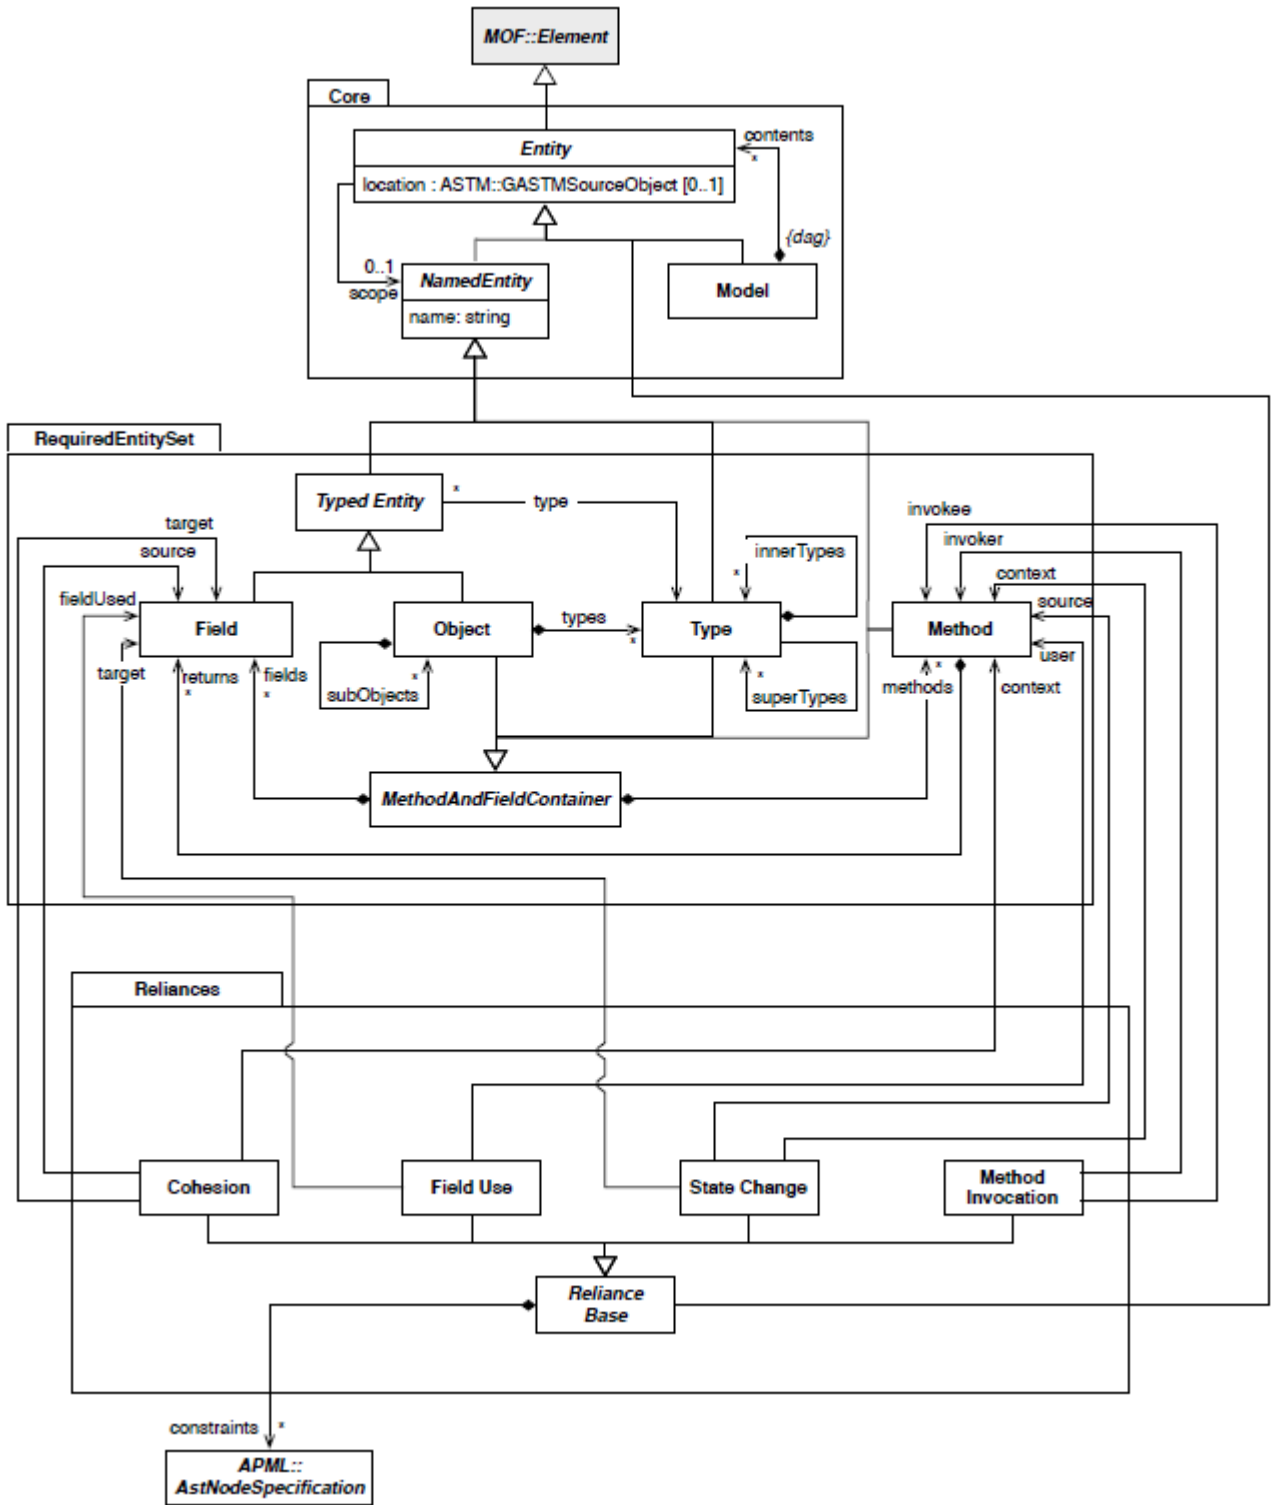 MOF::Element
Core
Entity
contents
*
location : ASTM::GASTMSourceObject [0..1]
{dag}
0..1
scope
NamedEntity
Model
name: string
RequiredEntitySet
Typed Entity
*
type
target
source
innerTypes
*
invokee
invoker
context
source
fieldUsed
Field
Object
types
*
Type
Method
user
target
returns
*
fields
*
subObjects
*
superTypes
*
methods
*
context
MethodAndFieldContainer
Reliances
Cohesion
Field Use
State Change
Method
Invocation
Reliance
Base
constraints
*
APML::
AstNodeSpecification